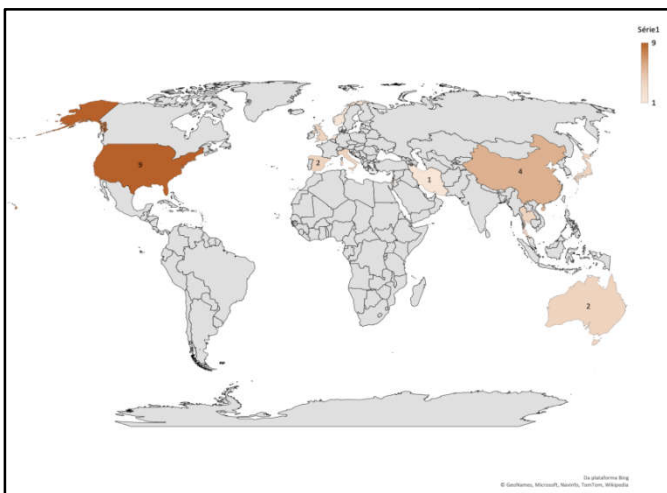 Série1
9
1
9
2
1
4
2
Da plataforma Bing
© GeoNames, Microsoft, Navinfo, TomTom, Wikipedia